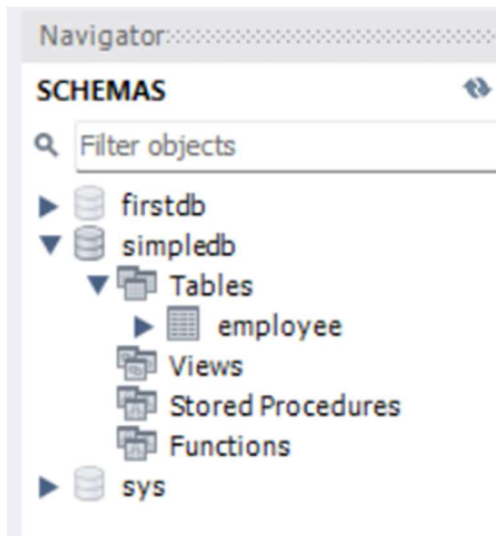 Navigator
SCHEMAS
Filter objects
firstdb
simpledb
Tables
employee
Views
Stored Procedures
Functions
sys